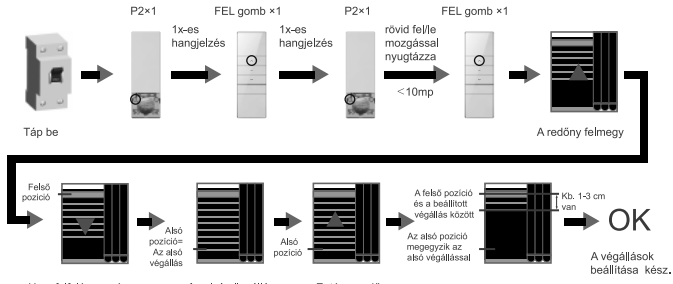 P2×1
FEL gomb ×1
P2×1
FEL gomb ×1
1x-es
hangjelzés
1x-es
hangjelzés
rövid fel/le
mozgással
nyugtázza
<10mp
Táp be
A redőny felmegy
Felső
pozíció
Alsó
pozíció=
Az alsó
végállás
Alsó
pozíció
A felső pozíció
és a beállított
végállás között
Az alsó pozíció
megegyzik az
alsó végállással
Kb. 1-3 cm
van
OK
A végállások
beállítása kész.